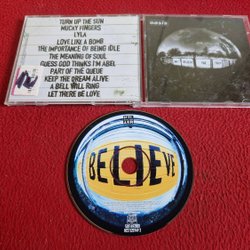 TURN UP THE SUN
MUCKY FINGERS
LYLA
LOVE LIKE A BOMB
THE IMPORTANCE OF BEING IDLE
THE MEANING OF SOUL
GUESS GOD THINKS I'M ABEL
PART OF THE QUEUE
KEEP THE DREAM ALIVE
A BELL WILL RING
LET THERE BE LOVE
oasis
BELIEVE